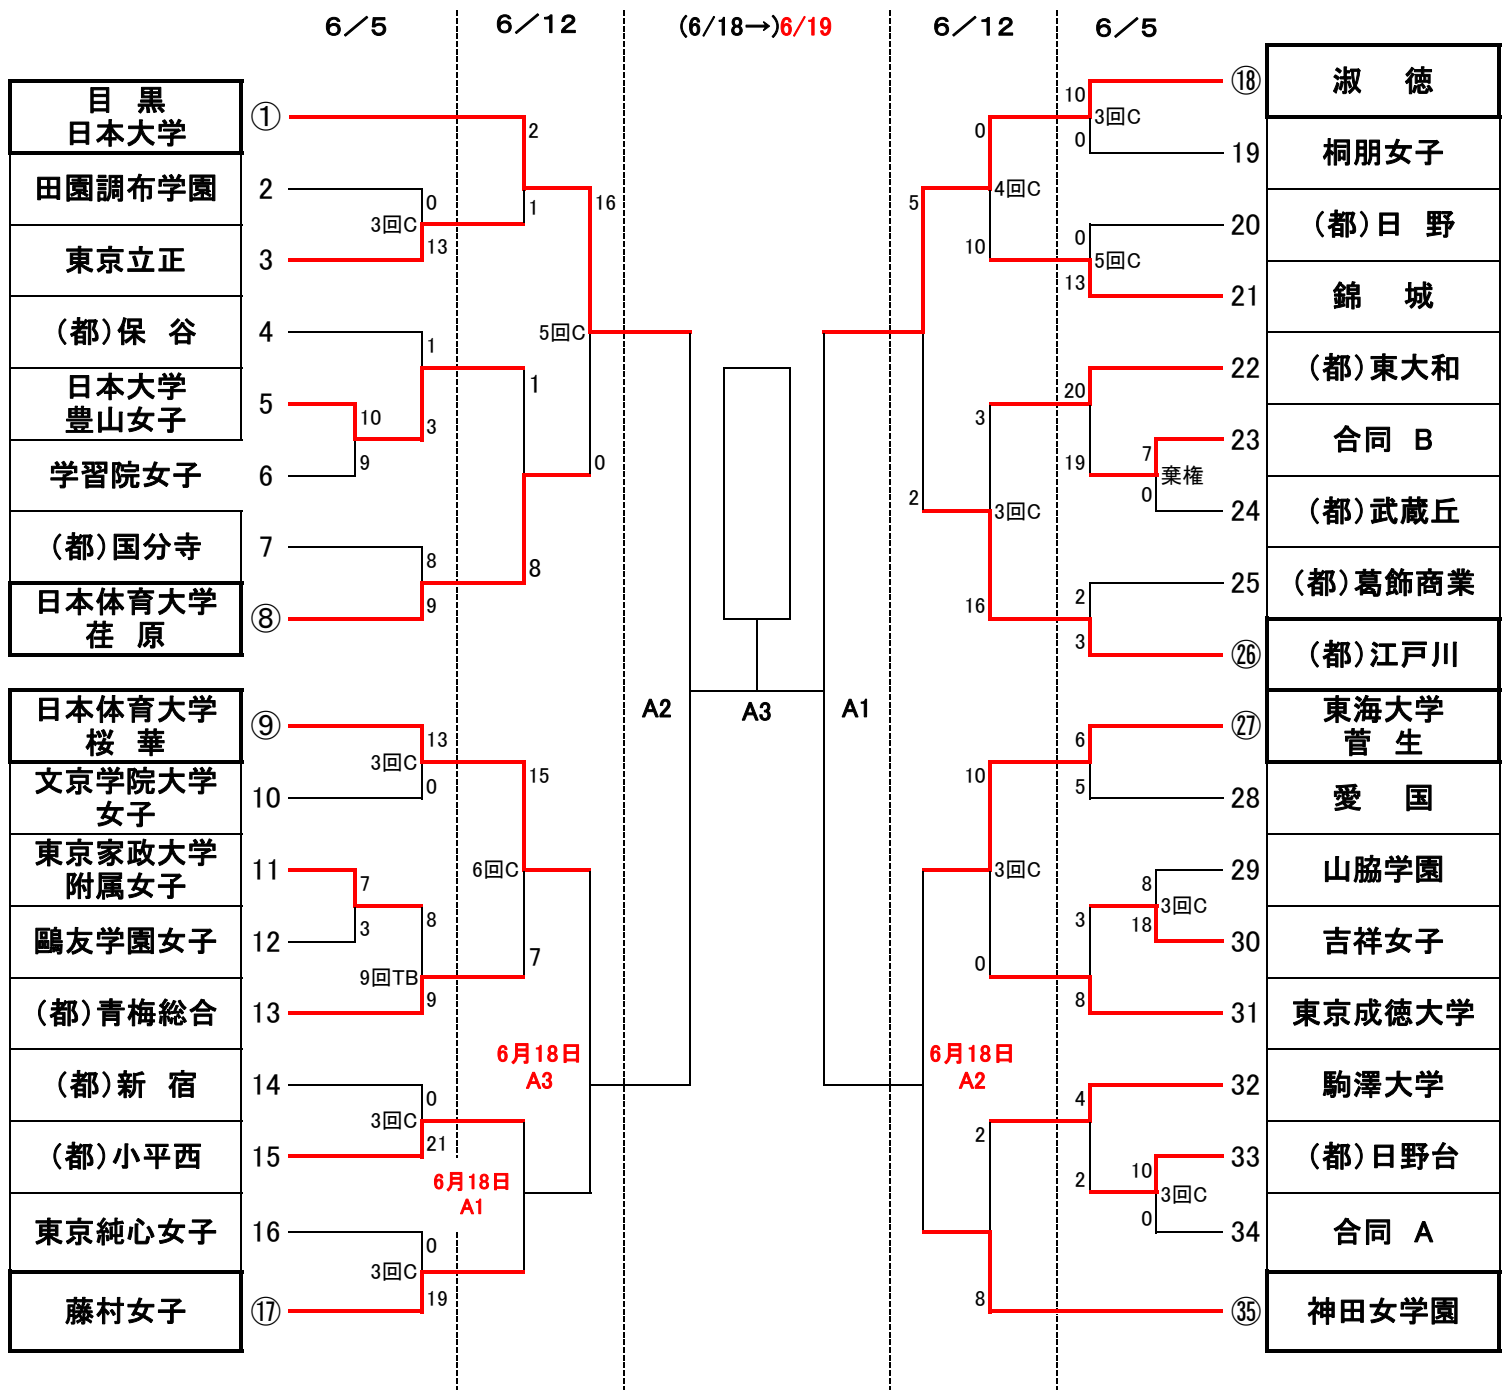 6／5
6／12
(6/18→)6/19
6／12
6／5
目　黒
日本大学
①
田園調布学園
2
東京立正
3
（都）保　谷
4
日本大学
豊山女子
5
学習院女子
6
（都）国分寺
7
日本体育大学
荏　原
⑧
日本体育大学
桜　華
⑨
文京学院大学
女子
10
東京家政大学
附属女子
11
鷗友学園女子
12
（都）青梅総合
13
（都）新　宿
14
（都）小平西
15
東京純心女子
16
藤村女子
⑰
0
3回C
13
1
10
3
9
8
9
13
3回C
0
7
3
8
9回TB
9
0
3回C
21
0
3回C
19
2
1
1
8
15
6回C
7
6月18日
A1
16
5回C
0
6月18日
A3
A2
A3
A1
5
2
6月18日
A2
0
4回C
10
3
3回C
16
10
3回C
0
2
8
10
3回C
0
0
5回C
13
20
19
7
棄権
0
2
3
6
5
8
3回C
18
3
8
4
2
10
3回C
0
⑱
淑　徳
19
桐朋女子
20
（都）日　野
21
錦　城
22
（都）東大和
23
合同　B
24
（都）武蔵丘
25
（都）葛飾商業
㉖
（都）江戸川
㉗
東海大学
菅　生
28
愛　国
29
山脇学園
30
吉祥女子
31
東京成徳大学
32
駒澤大学
33
（都）日野台
34
合同　A
㉟
神田女学園